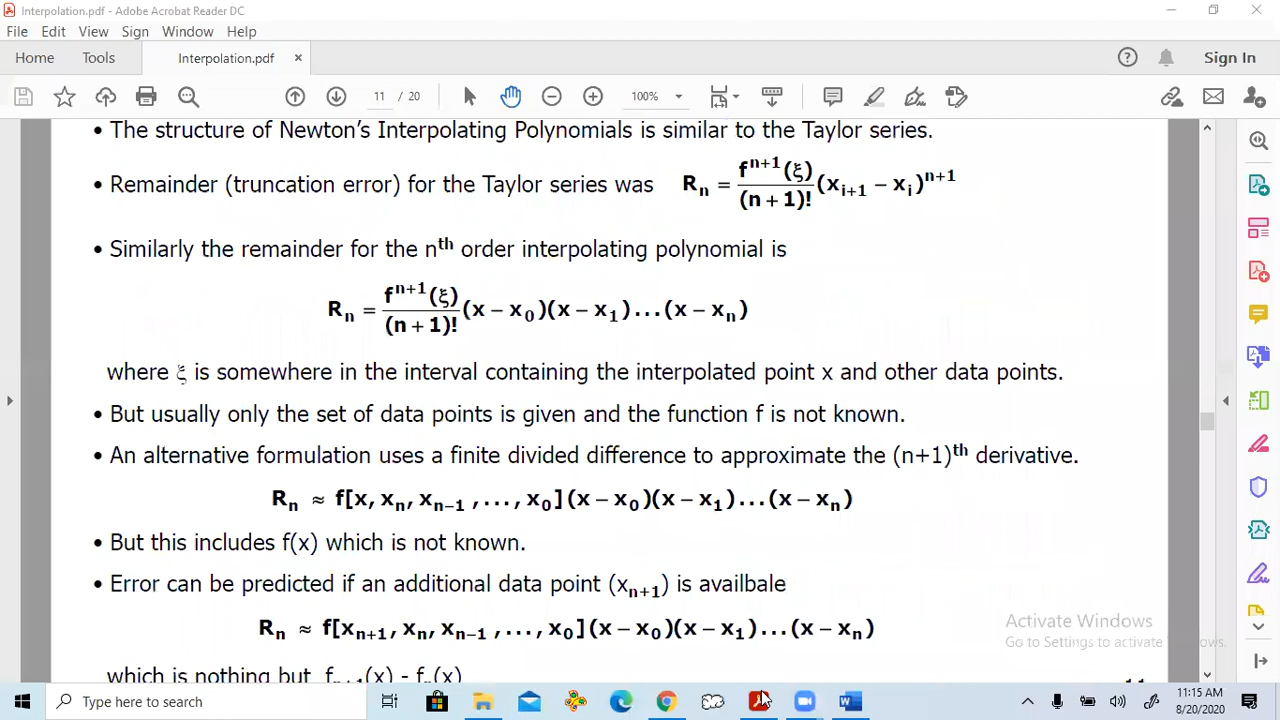 Interpolation.pdf - Adobe Acrobat Reader DC
File Edit View Sign Window Help
Home Tools Interpolation.pdf × Sign In
11 / 20 100%
• The structure of Newton's Interpolating Polynomials is similar to the Taylor series.
• Remainder (truncation error) for the Taylor series was R_n = f^{n+1}(ξ)/(n + 1)! (x_{i+1} − x_i)^{n+1}
• Similarly the remainder for the n^{th} order interpolating polynomial is
R_n = f^{n+1}(ξ)/(n + 1)! (x − x_0)(x − x_1)...(x − x_n)
where ξ is somewhere in the interval containing the interpolated point x and other data points.
• But usually only the set of data points is given and the function f is not known.
• An alternative formulation uses a finite divided difference to approximate the (n+1)^{th} derivative.
R_n ≈ f[x, x_n, x_{n−1},..., x_0](x − x_0)(x − x_1)...(x − x_n)
• But this includes f(x) which is not known.
• Error can be predicted if an additional data point (x_{n+1}) is availbale
R_n ≈ f[x_{n+1}, x_n, x_{n−1},..., x_0](x − x_0)(x − x_1)...(x − x_n)
which is nothing but f_{n+1}(x) - f_n(x)
11
Activate Windows
Go to Settings to activate Windows.
Type here to search
11:15 AM
8/20/2020